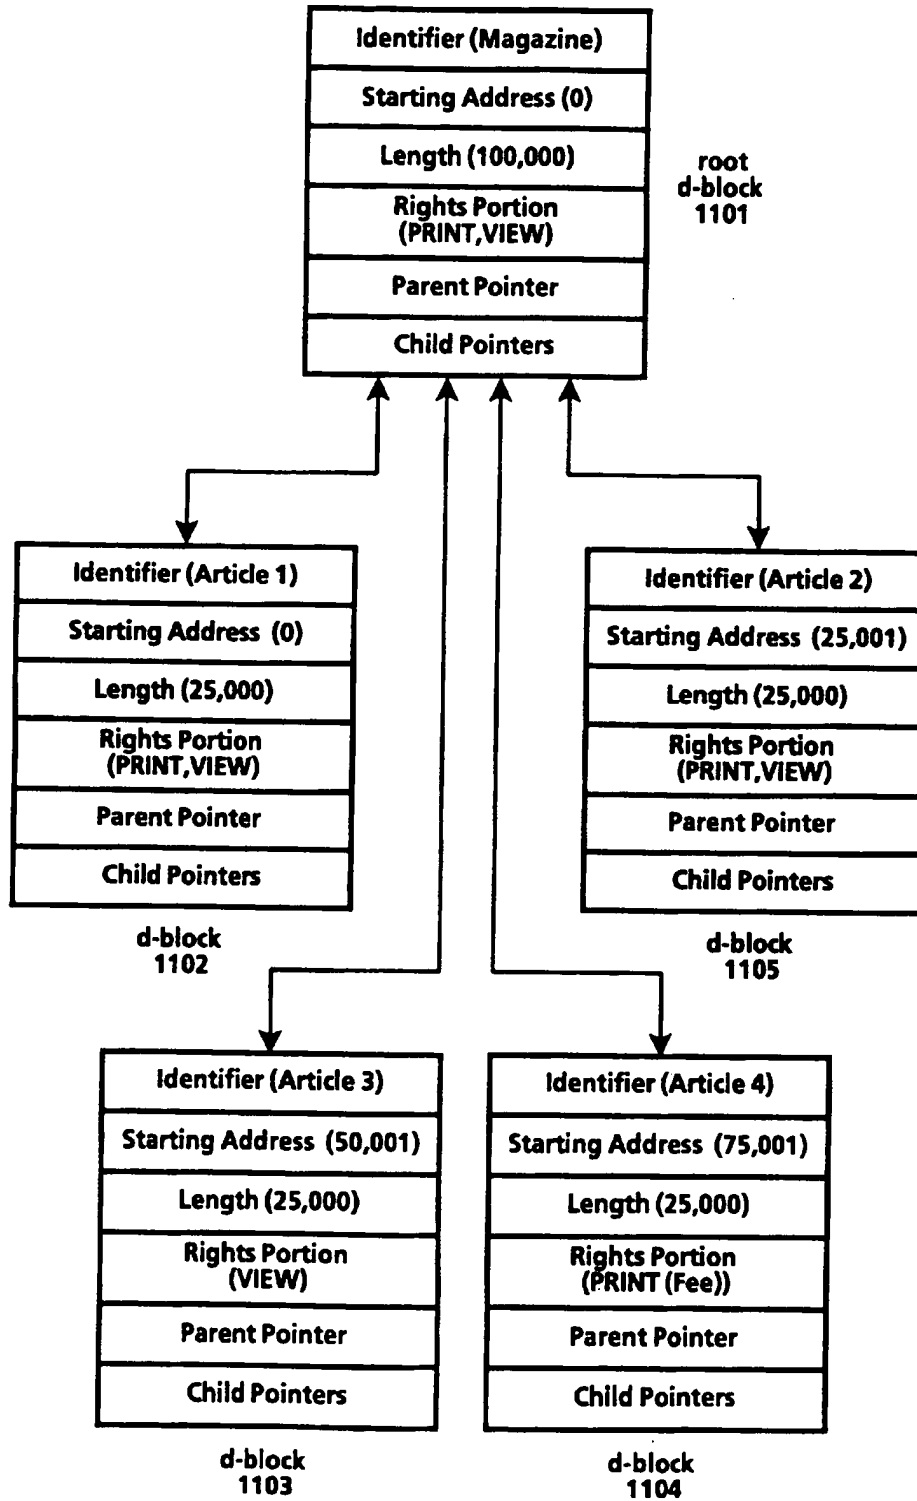 Identifier (Magazine)
Starting Address (0)
Length (100,000)
Rights Portion
(PRINT,VIEW)
Parent Pointer
Child Pointers
root
d-block
1101
Identifier (Article 1)
Starting Address (0)
Length (25,000)
Rights Portion
(PRINT,VIEW)
Parent Pointer
Child Pointers
d-block
1102
Identifier (Article 2)
Starting Address (25,001)
Length (25,000)
Rights Portion
(PRINT,VIEW)
Parent Pointer
Child Pointers
d-block
1105
Identifier (Article 3)
Starting Address (50,001)
Length (25,000)
Rights Portion
(VIEW)
Parent Pointer
Child Pointers
d-block
1103
Identifier (Article 4)
Starting Address (75,001)
Length (25,000)
Rights Portion
(PRINT (Fee))
Parent Pointer
Child Pointers
d-block
1104